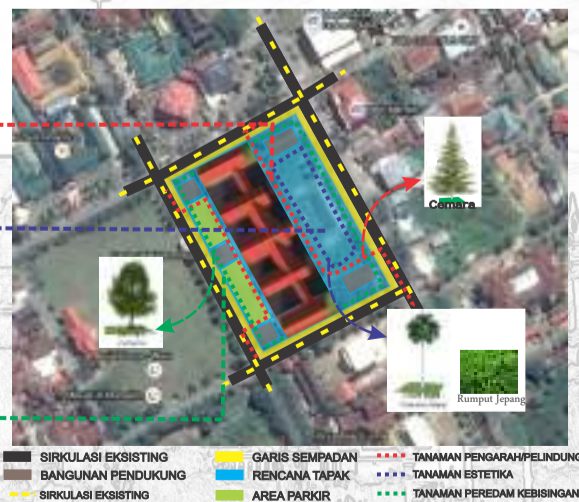 Cemara
Rumput Jepang
SIRKULASI EKSISTING
GARIS SEMPADAN
TANAMAN PENGARAH/PELINDUNG
BANGUNAN PENDUKUNG
RENCANA TAPAK
TANAMAN ESTETIKA
SIRKULASI EKSISTING
AREA PARKIR
TANAMAN PEREDAM KEBISINGAN